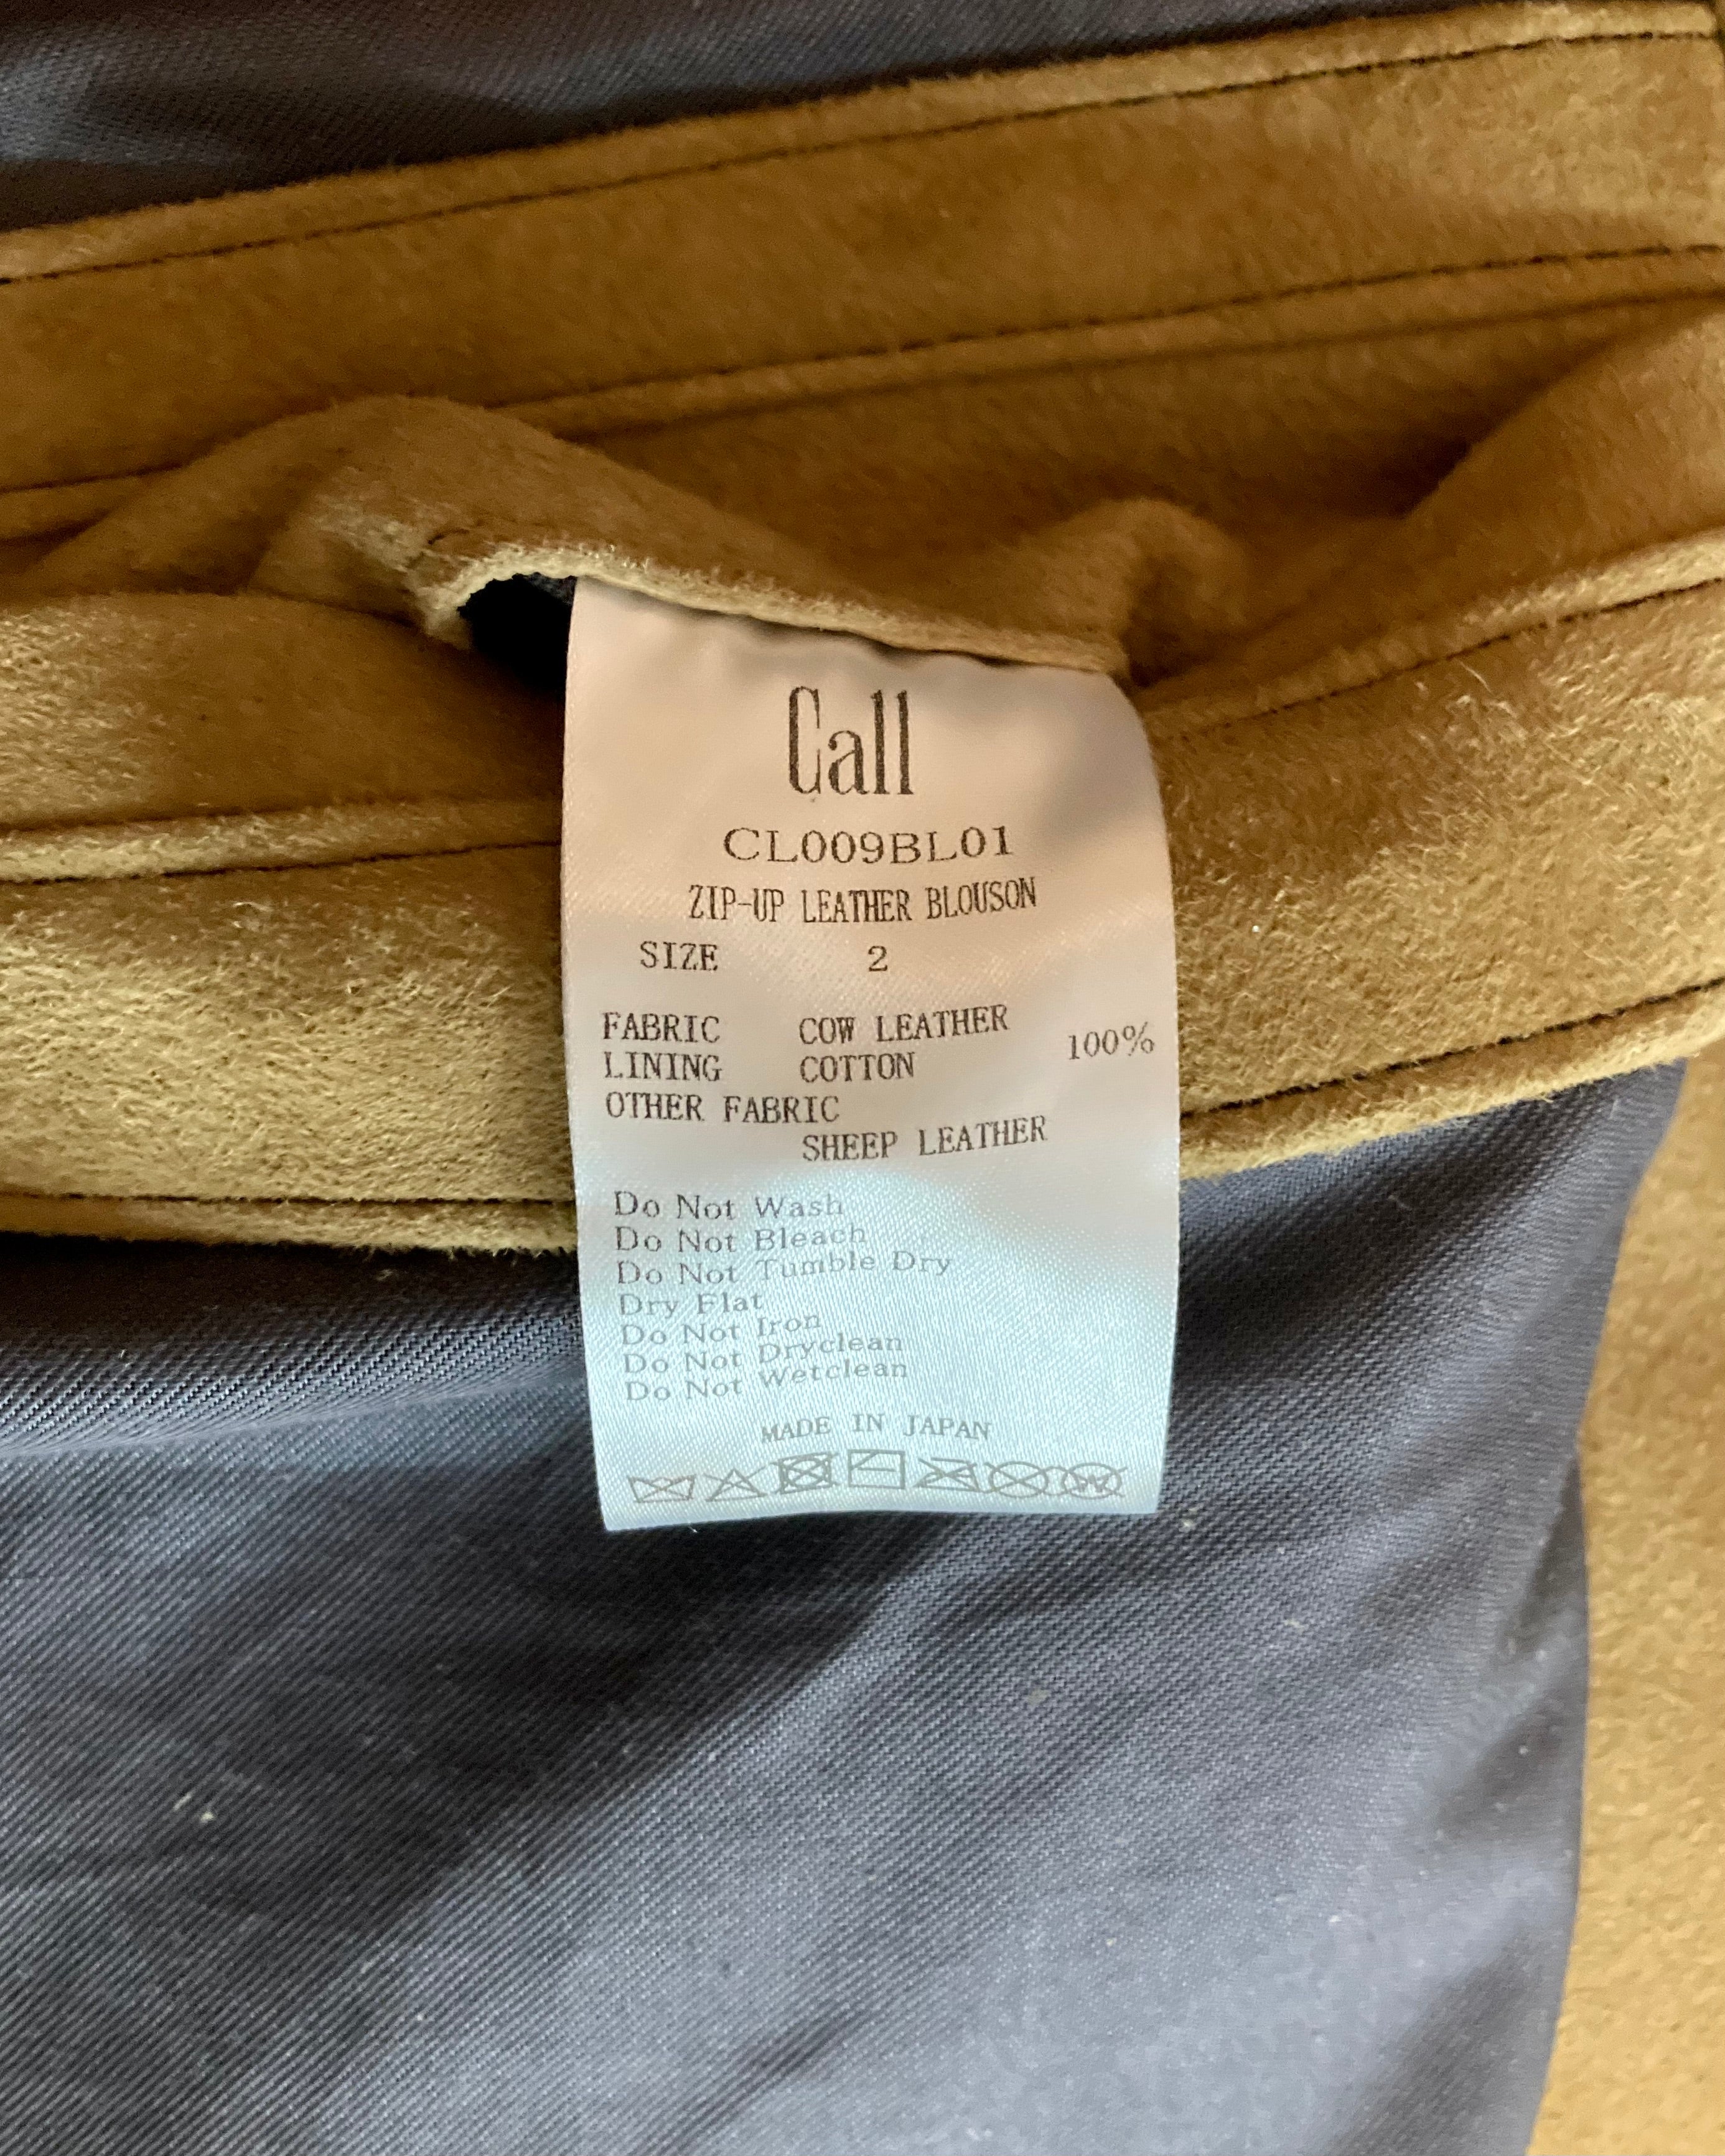 Call
CL009BL01
ZIP-UP LEATHER BLOUSON
SIZE 2
FABRIC COW LEATHER
LINING COTTON 100%
OTHER FABRIC
SHEEP LEATHER
Do Not Wash
Do Not Bleach
Do Not Tumble Dry
Dry Flat
Do Not Iron
Do Not Dryclean
Do Not Wetclean
MADE IN JAPAN
W